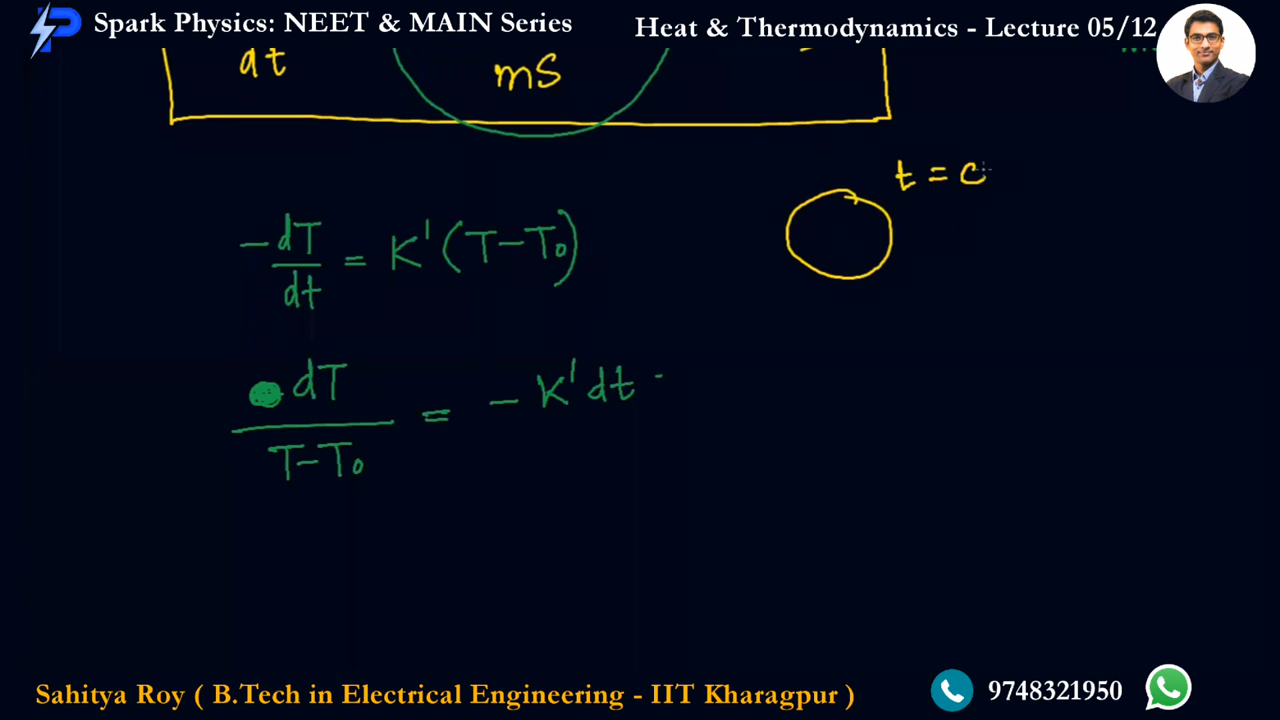 Spark Physics: NEET & MAIN Series
Heat & Thermodynamics - Lecture 05/12
dt
mS
t = 
-dT/dt = K'(T-T₀)
dT/T-T₀ = -K'dt
Sahitya Roy ( B.Tech in Electrical Engineering - IIT Kharagpur )
9748321950